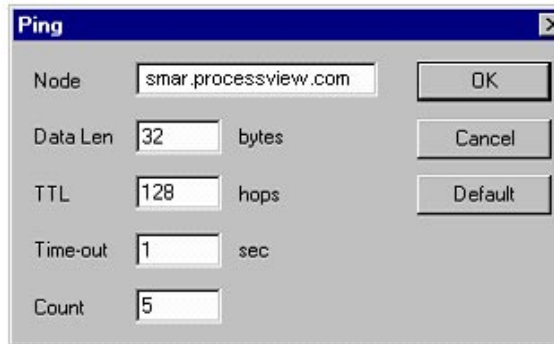 Ping
Node smar.processview.com OK
Data Len 32 bytes Cancel
TTL 128 hops Default
Time-out 1 sec
Count 5